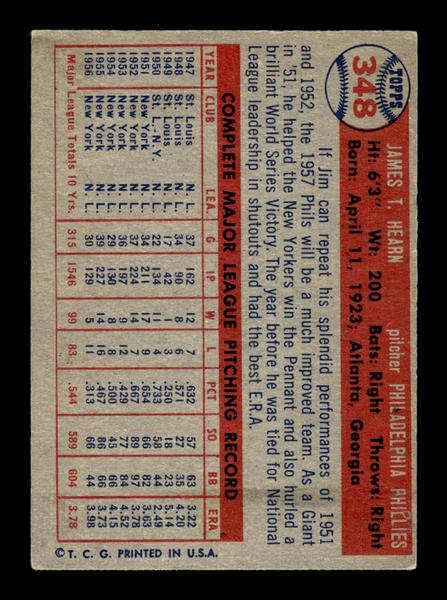 TOPPS
348
JAMES T. HEARN pitcher PHILADELPHIA PHILLIES
Ht: 6'3" Wt: 200 Bats: Right Throws: Right
Born: April 11, 1923; Atlanta, Georgia
If Jim can repeat his splendid performances of 1951
and 1952, the 1957 Phils will be a much improved team. As a Giant
in '51, he helped the New Yorkers win the Pennant and also hurled a
brilliant World Series Victory. The year before he was tied for National
League leadership in shutouts and had the best E.R.A.
COMPLETE MAJOR LEAGUE PITCHING RECORD
YEAR CLUB LEA. G IP W L PCT SO BB ERA
1947 St. Louis N. L. 37 162 12 7 .632 57 63 3.22
1948 St. Louis N. L. 34 90 8 6 .571 27 35 4.20
1949 St. Louis N. L. 17 42 1 3 .250 18 23 5.14
1950 St. L.-N. Y. N. L. 22 134 11 4 .733 58 44 2.49
1951 New York N. L. 34 211 17 9 .654 66 82 3.62
1952 New York N. L. 37 224 14 7 .667 89 97 3.78
1953 New York N. L. 36 197 9 12 .429 77 84 4.52
1954 New York N. L. 29 130 8 8 .500 45 66 4.15
1955 New York N. L. 39 227 14 16 .467 86 66 3.73
1956 New York N. L. 30 129 5 11 .313 66 44 3.98
Major League Totals 10 Yrs. 315 1546 99 83 .544 589 604 3.78
© T. C. G. PRINTED IN U.S.A.